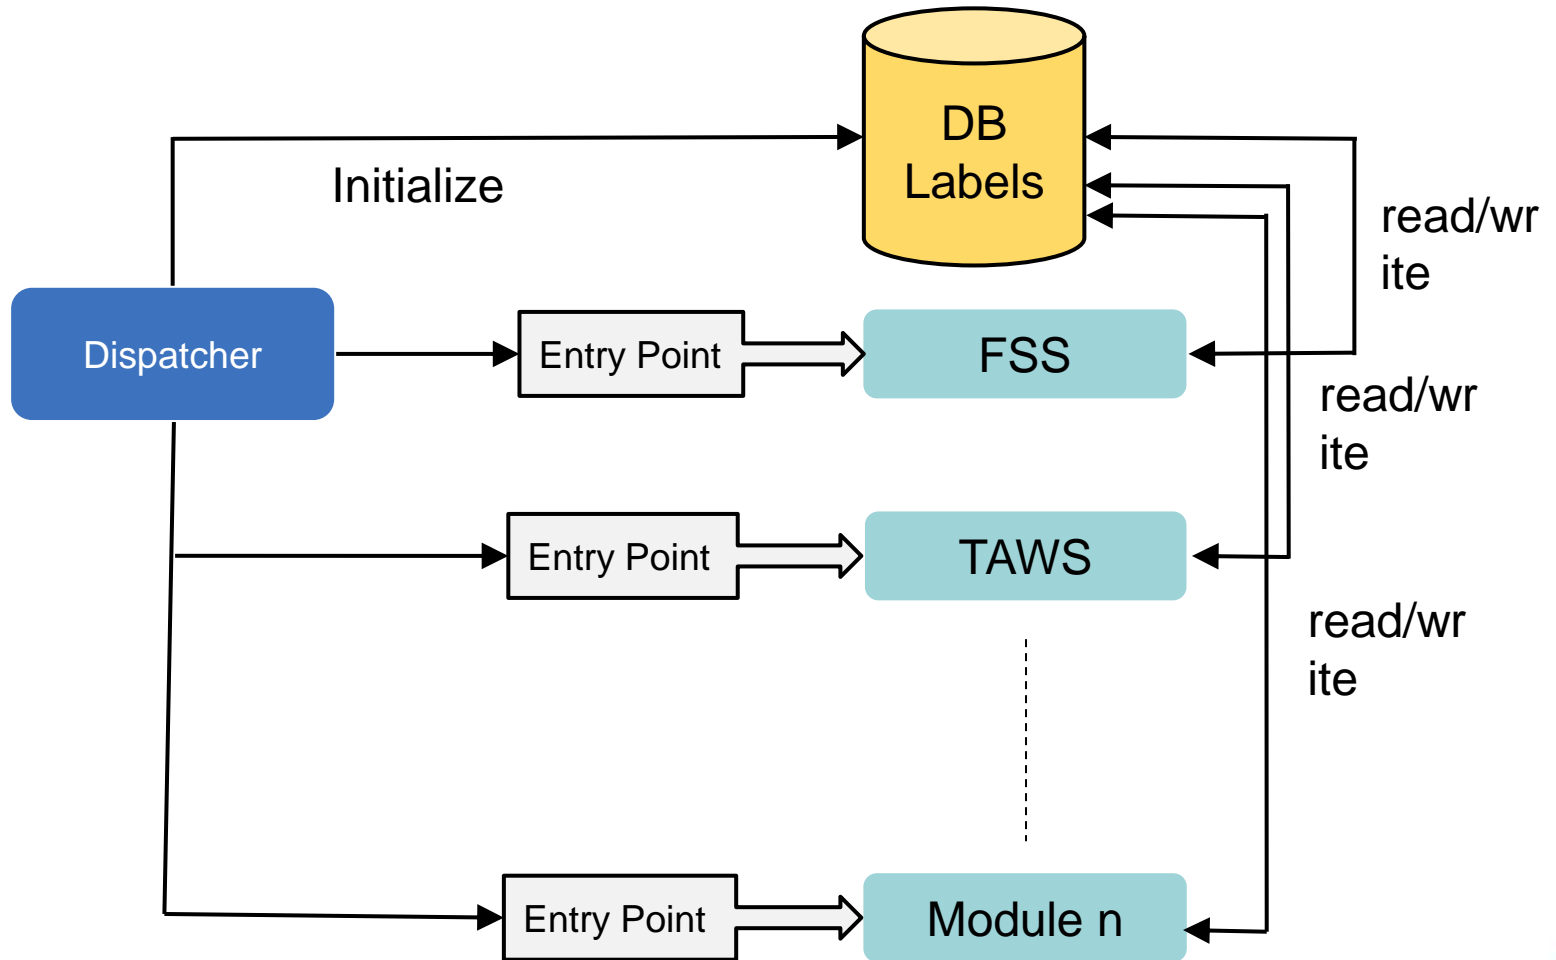 DB
Labels
Initialize
read/wr
ite
Dispatcher
Entry Point
FSS
read/wr
ite
Entry Point
TAWS
read/wr
ite
Entry Point
Module n